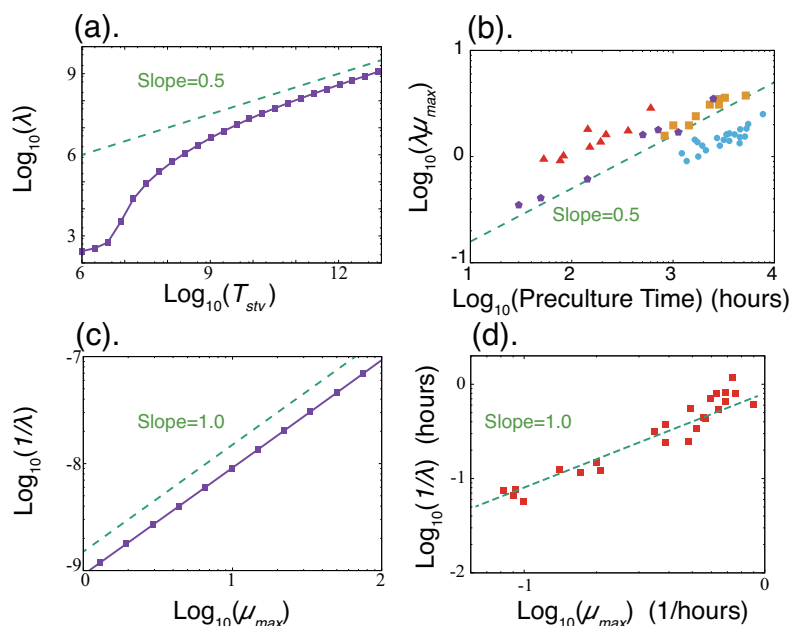 (a).
Log10(λ)
9
6
3
Slope=0.5
6
9
12
Log10(Tstv)
(b).
Log10(λμmax)
1
0
-1
Slope=0.5
1
2
3
4
Log10(Preculture Time) (hours)
(c).
Log10(1/λ)
-7
-8
-9
Slope=1.0
0
1
2
Log10(μmax)
(d).
Log10(1/λ) (hours)
0
-1
-2
Slope=1.0
-1
0
Log10(μmax) (1/hours)